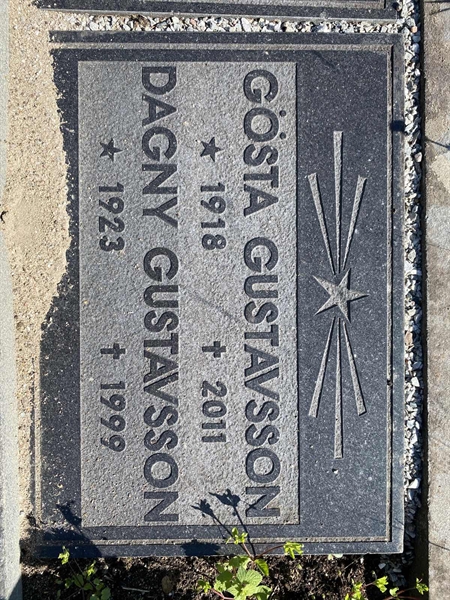 GÖSTA GUSTAVSSON
★ 1918 ✝ 2011
DAGNY GUSTAVSSON
★ 1923 ✝ 1999